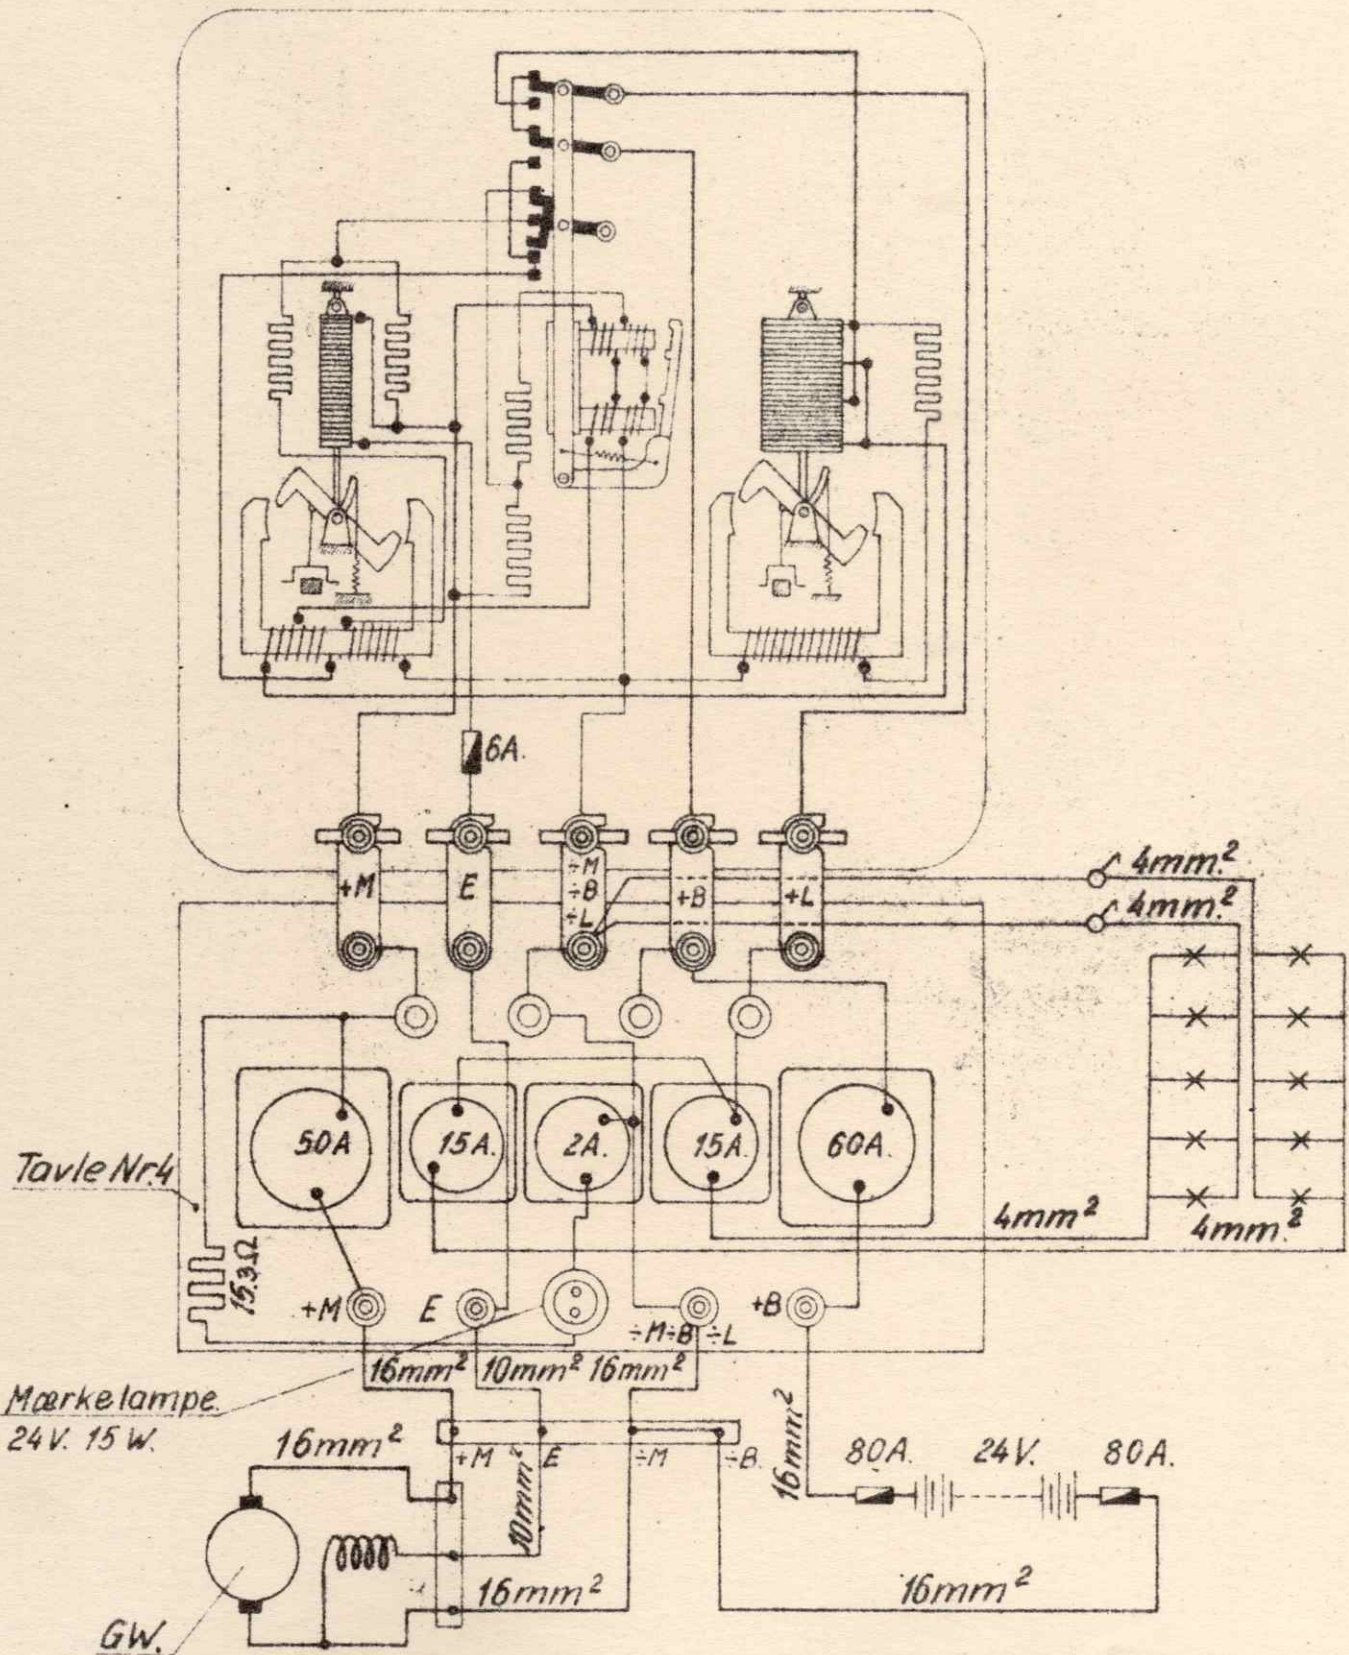 6A.
+M
E
÷M
÷B
÷L
+B
+L
4mm².
4mm².
50A
15A.
2A.
15A.
60A.
Tavle Nr.4
4mm²
4mm².
15.3Ω
+M
E
÷M÷B÷L
+B
16mm² 10mm² 16mm²
Mærkelampe.
24V. 15 W.
16mm²
+M
E
÷M
÷B.
10mm²
16mm²
80A.
24V.
80A.
16mm²
16mm²
GW.